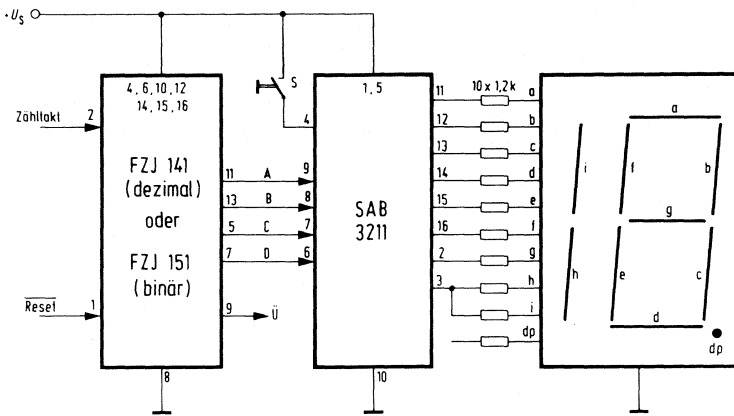 +U_S
4, 6, 10, 12
14, 15, 16
Zähltakt
2
FZJ 141
(dezimal)
oder
FZJ 151
(binär)
Reset
1
8
11 A 9
13 B 8
5 C 7
7 D 6
9 Ü
S
4
1, 5
SAB
3211
10
10 x 1,2 k
11 a
12 b
13 c
14 d
15 e
16 f
2 g
3 h
i
dp
a
i
f
b
g
h
e
c
d
dp